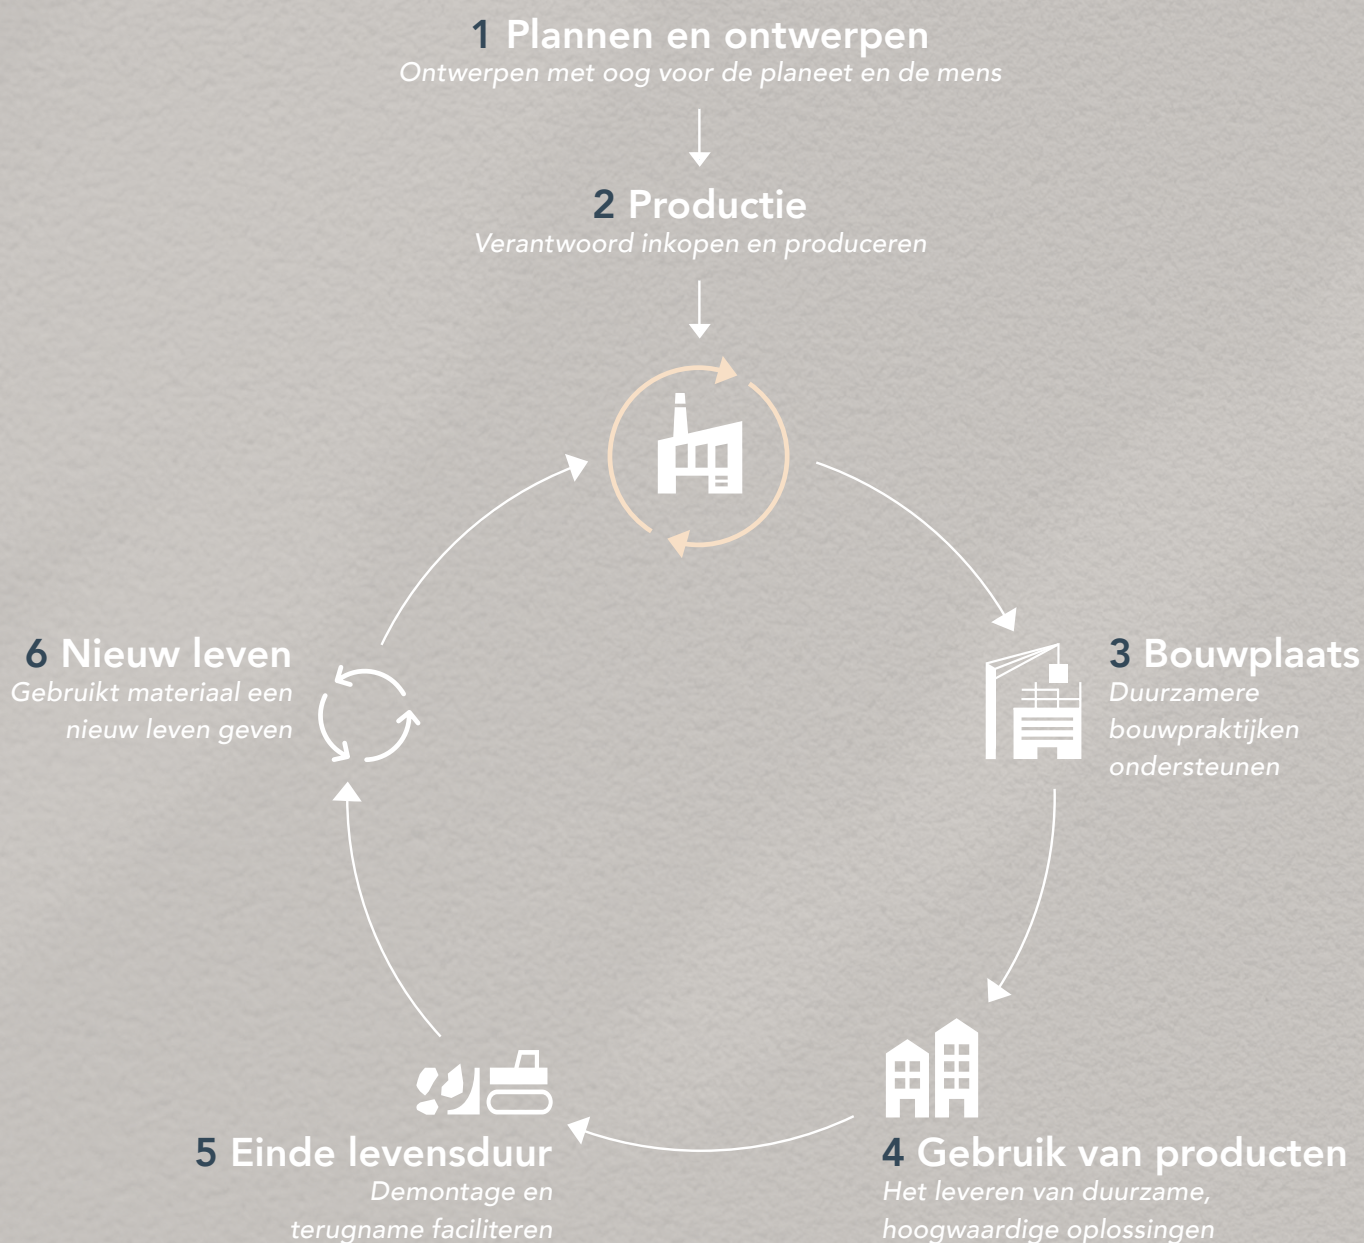 1 Plannen en ontwerpen
Ontwerpen met oog voor de planeet en de mens
2 Productie
Verantwoord inkopen en produceren
3 Bouwplaats
Duurzamere
bouwpraktijken
ondersteunen
4 Gebruik van producten
Het leveren van duurzame,
hoogwaardige oplossingen
5 Einde levensduur
Demontage en
terugname faciliteren
6 Nieuw leven
Gebruikt materiaal een
nieuw leven geven